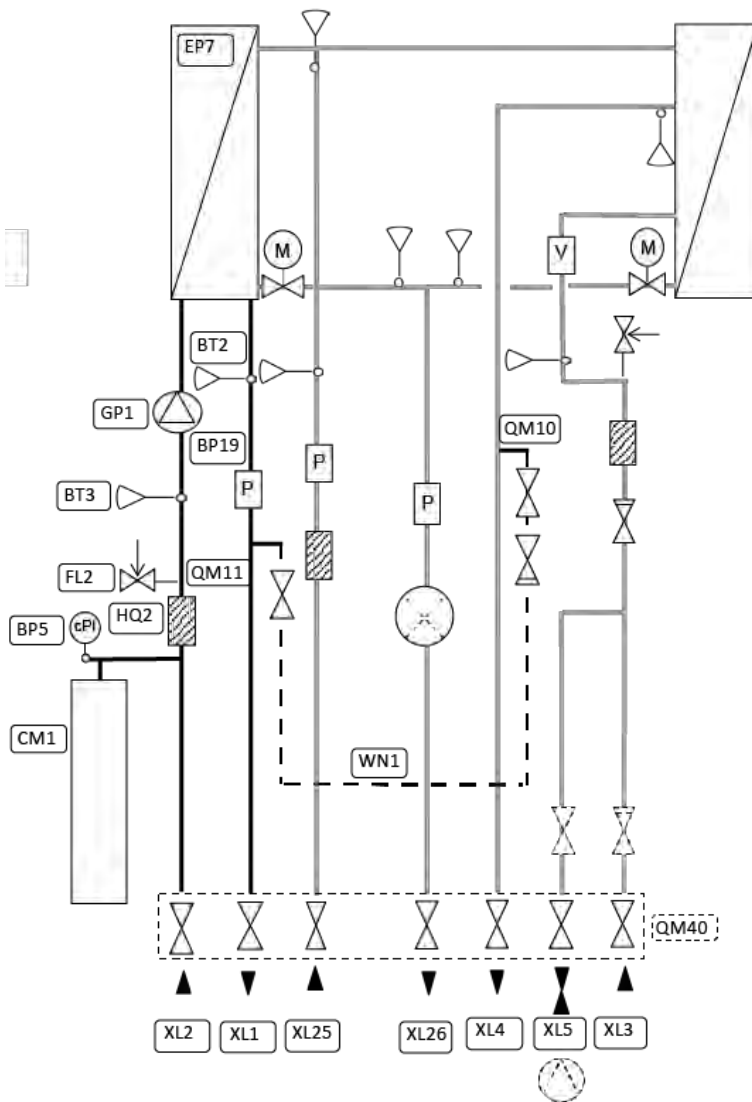 EP7
M
V
M
BT2
GP1
BP19
QM10
P
P
P
BT3
FL2
QM11
HQ2
BP5
cPi
CM1
WN1
QM40
XL2
XL1
XL25
XL26
XL4
XL5
XL3